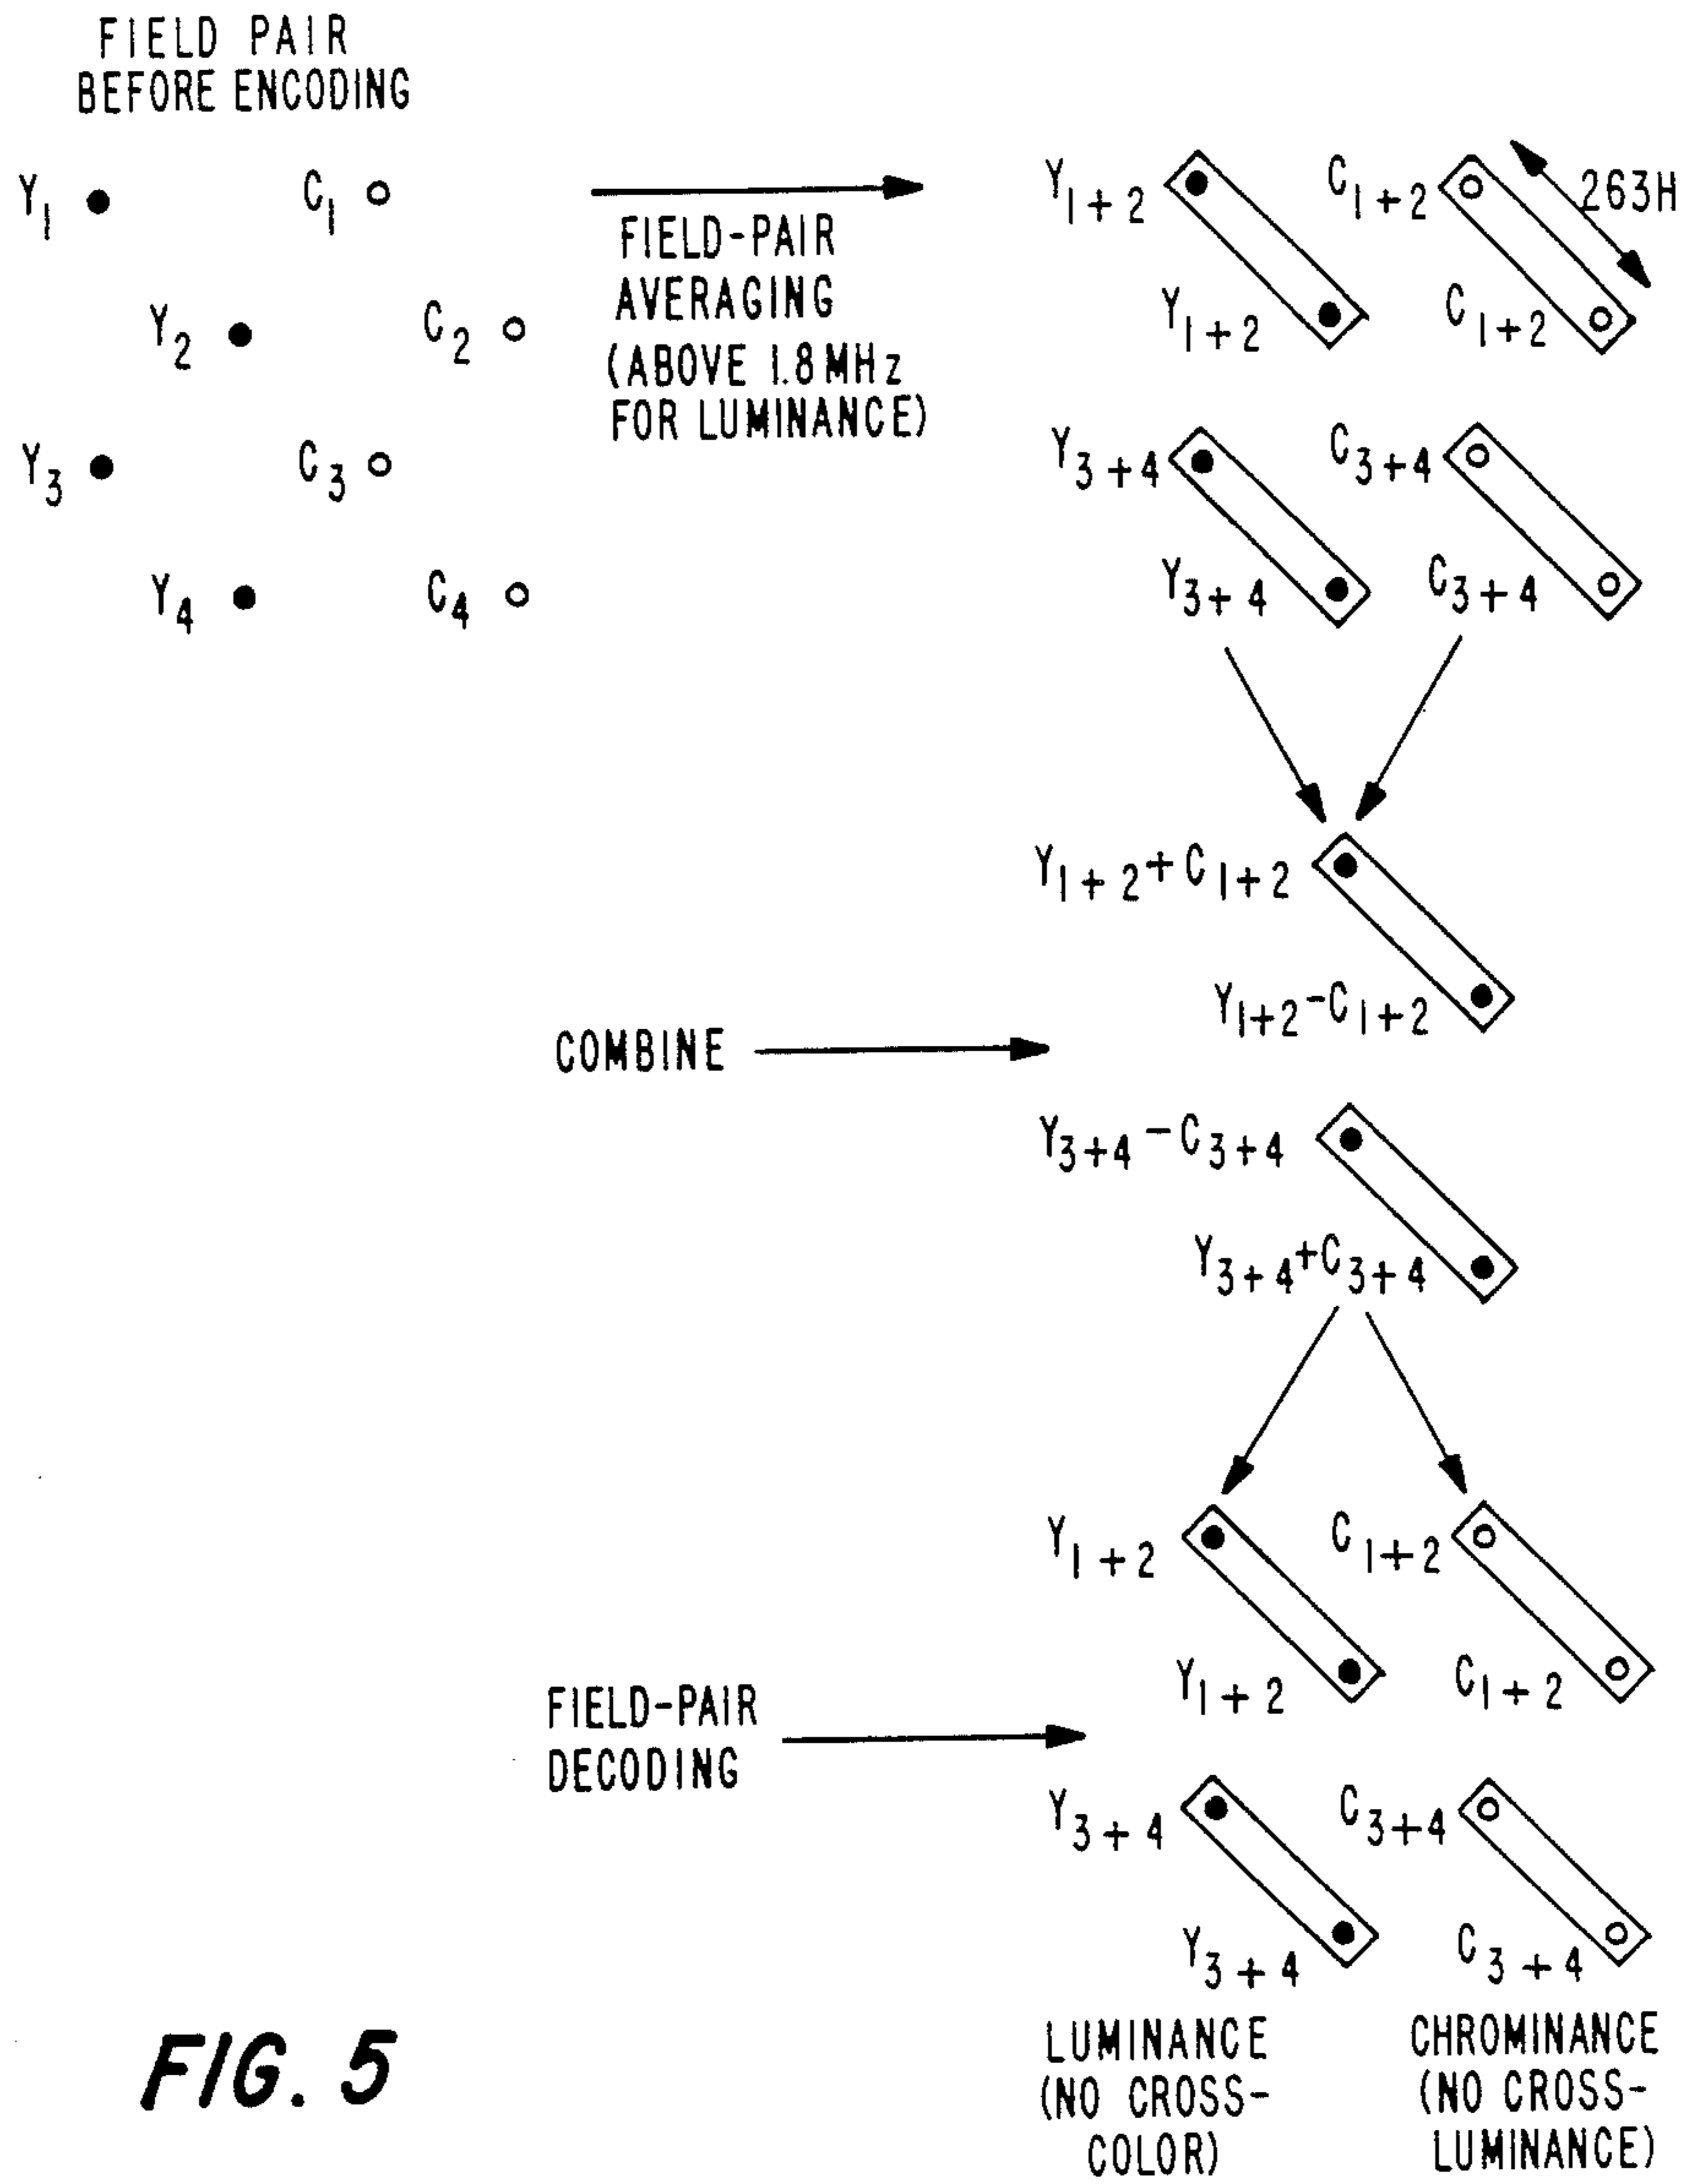 FIELD PAIR
BEFORE ENCODING
Y1 C1
Y2 C2
Y3 C3
Y4 C4
FIELD-PAIR
AVERAGING
(ABOVE 1.8 MHz
FOR LUMINANCE)
Y1+2 C1+2 263H
Y1+2 C1+2
Y3+4 C3+4
Y3+4 C3+4
Y1+2+C1+2
Y1+2-C1+2
COMBINE
Y3+4-C3+4
Y3+4+C3+4
Y1+2 C1+2
Y1+2 C1+2
FIELD-PAIR
DECODING
Y3+4 C3+4
Y3+4 C3+4
LUMINANCE
(NO CROSS-
COLOR)
CHROMINANCE
(NO CROSS-
LUMINANCE)
FIG. 5